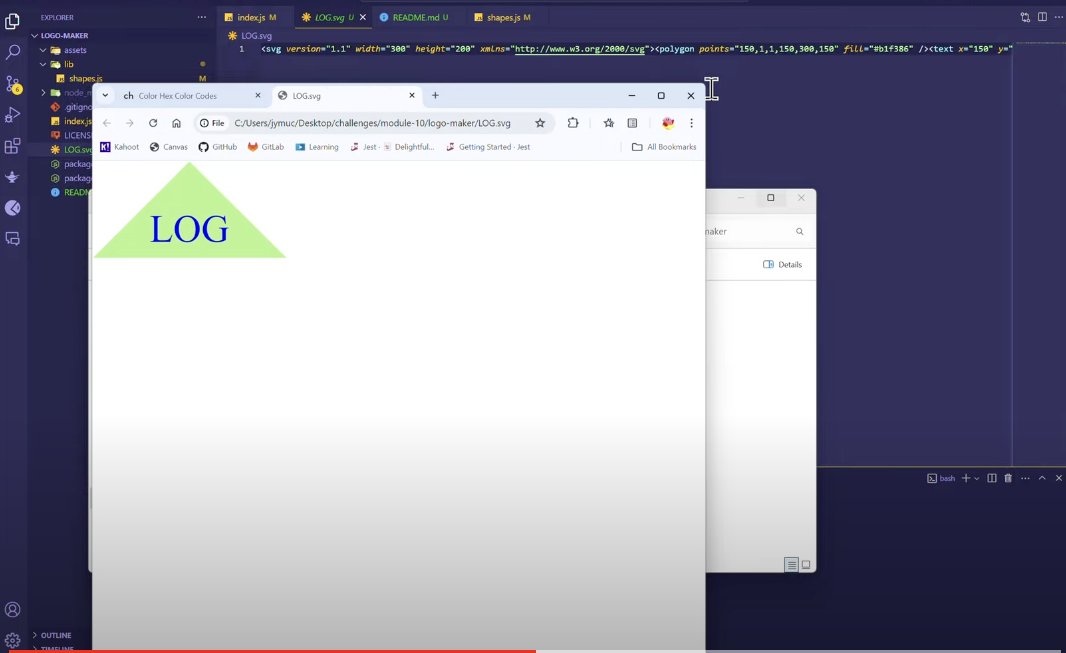 EXPLORER
index.js M
LOG.svg U
README.md U
shapes.js M
LOGO-MAKER
LOG.svg
assets
1 <svg version="1.1" width="300" height="200" xmlns="http://www.w3.org/2000/svg"><polygon points="150,1,1,150,300,150" fill="#b1f386" /><text x="150" y="
lib
shapes.js M
node_m
.gitigno
index.js
LICENS
LOG.svg
packag
packag
READM
6
ch Color Hex Color Codes
LOG.svg
File C:/Users/jymuc/Desktop/challenges/module-10/logo-maker/LOG.svg
K! Kahoot
Canvas
GitHub
GitLab
Learning
Jest ·
Delightful...
Getting Started · Jest
All Bookmarks
LOG
maker
Details
bash
OUTLINE
TIMELINE